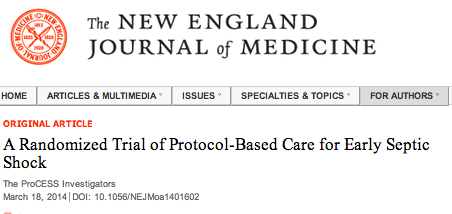 The NEW ENGLAND
JOURNAL of MEDICINE
HOME ARTICLES & MULTIMEDIA ISSUES SPECIALTIES & TOPICS FOR AUTHORS
ORIGINAL ARTICLE
A Randomized Trial of Protocol-Based Care for Early Septic
Shock
The ProCESS Investigators
March 18, 2014 | DOI: 10.1056/NEJMoa1401602